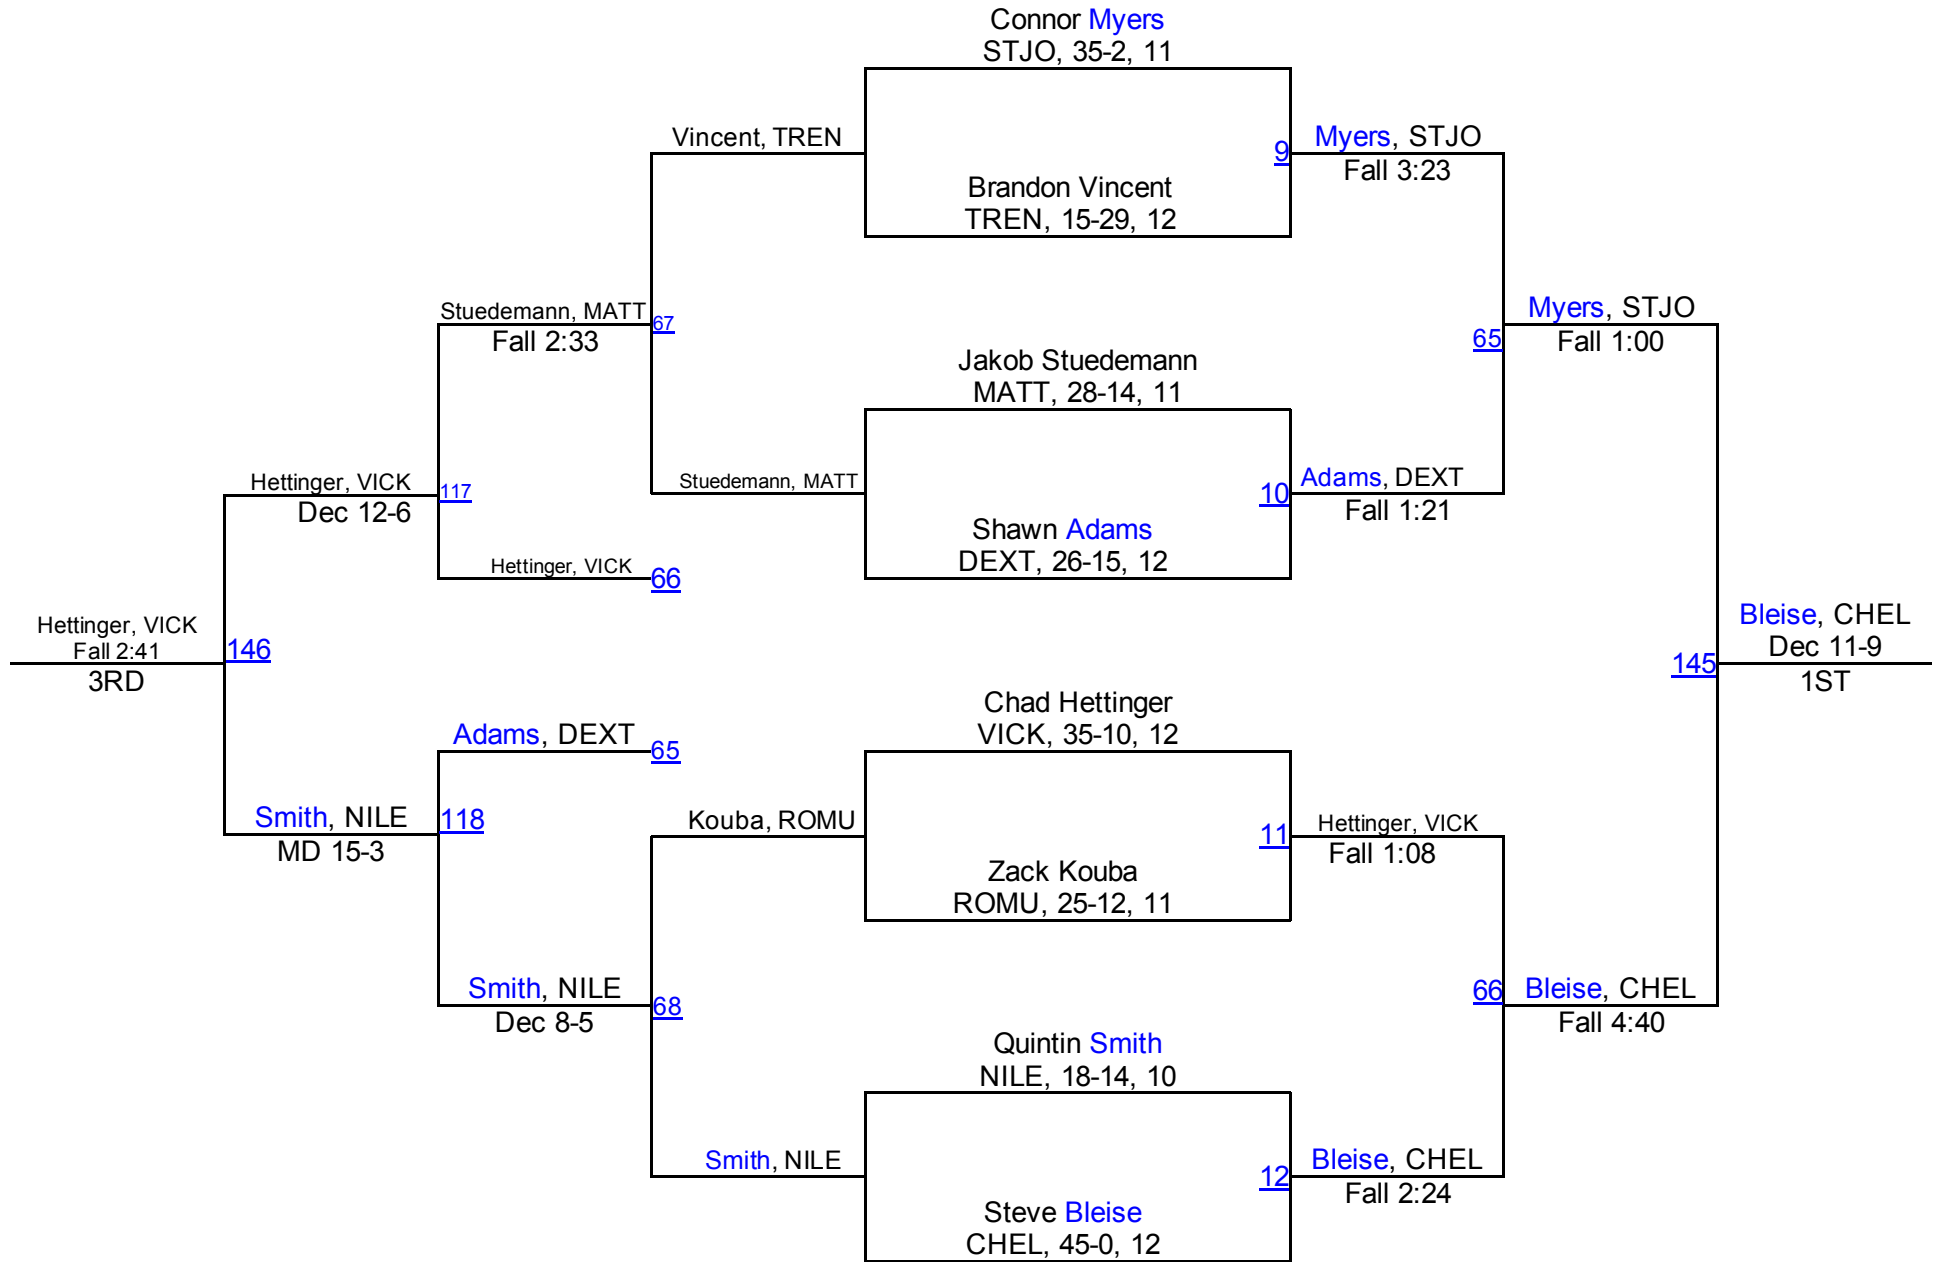 Connor Myers
STJO, 35-2, 11
Vincent, TREN
9
Myers, STJO
Fall 3:23
Brandon Vincent
TREN, 15-29, 12
Stuedemann, MATT
67
Fall 2:33
Myers, STJO
65
Fall 1:00
Jakob Stuedemann
MATT, 28-14, 11
Hettinger, VICK
117
Dec 12-6
Stuedemann, MATT
10
Adams, DEXT
Fall 1:21
Shawn Adams
DEXT, 26-15, 12
Hettinger, VICK
66
Hettinger, VICK
Fall 2:41
146
3RD
Bleise, CHEL
Dec 11-9
145
1ST
Chad Hettinger
VICK, 35-10, 12
Adams, DEXT
65
Smith, NILE
118
MD 15-3
Kouba, ROMU
11
Hettinger, VICK
Fall 1:08
Zack Kouba
ROMU, 25-12, 11
Smith, NILE
68
Dec 8-5
66
Bleise, CHEL
Fall 4:40
Quintin Smith
NILE, 18-14, 10
Smith, NILE
12
Bleise, CHEL
Fall 2:24
Steve Bleise
CHEL, 45-0, 12